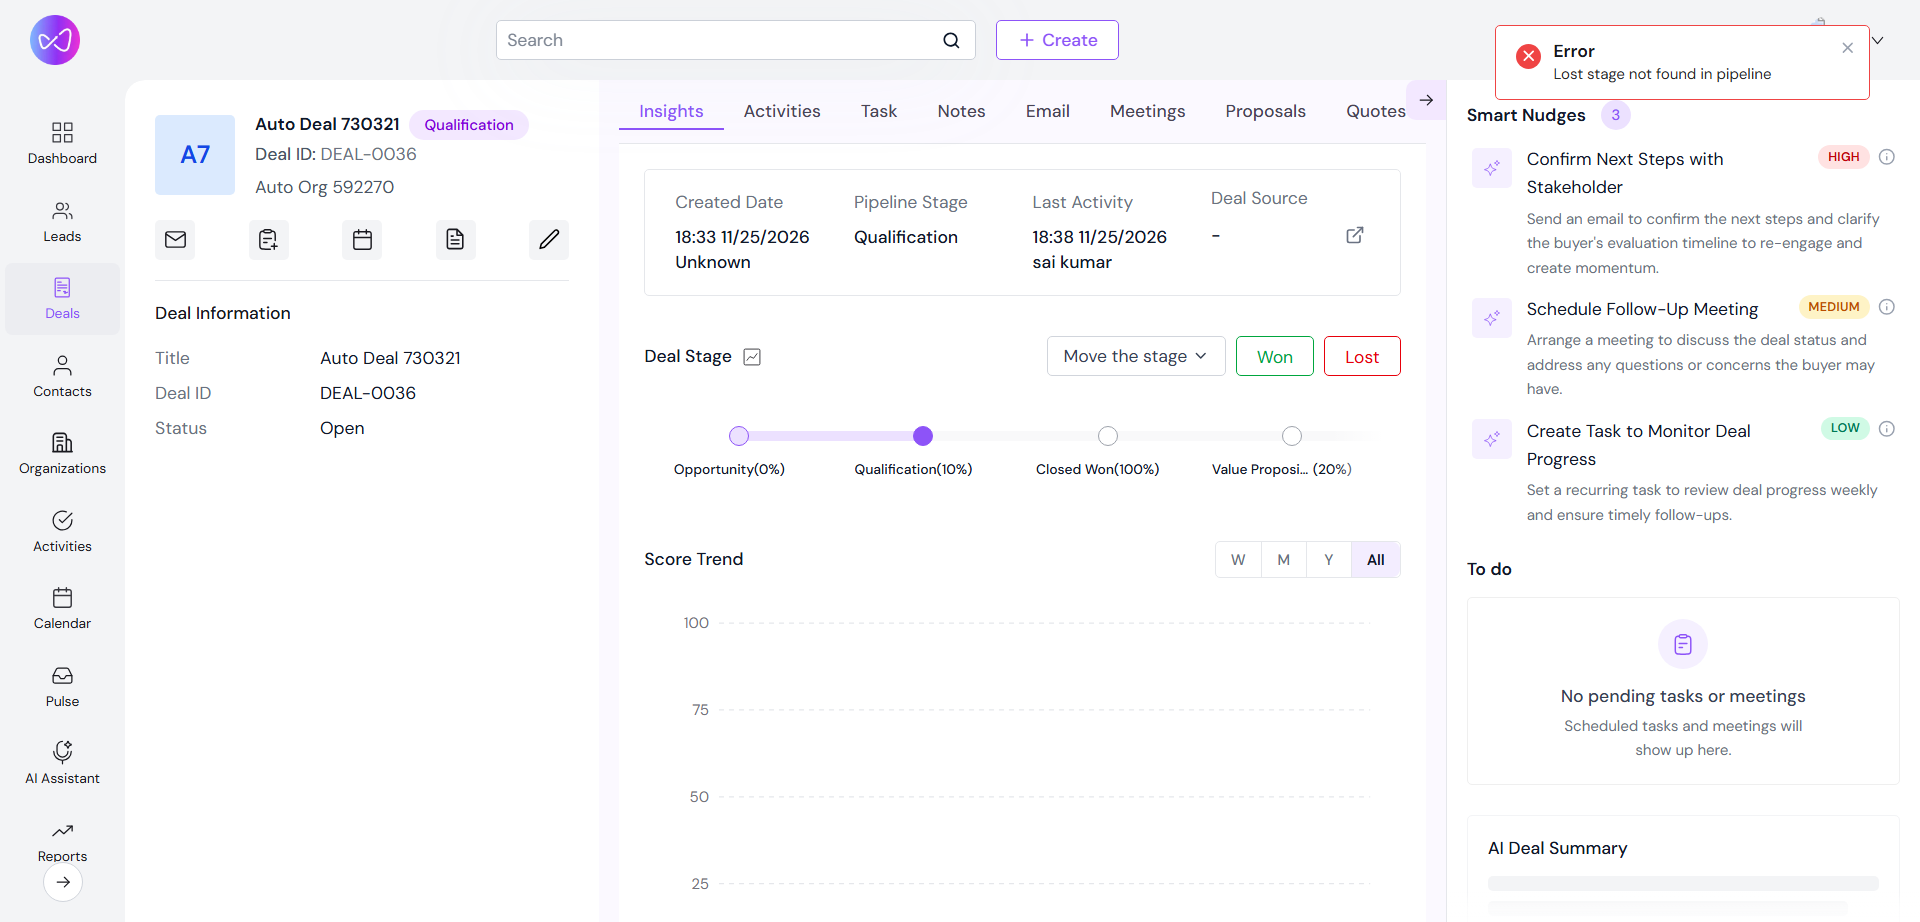 Search
+ Create
Error
Lost stage not found in pipeline
Dashboard
Leads
Deals
Contacts
Organizations
Activities
Calendar
Pulse
AI Assistant
Reports
A7
Auto Deal 730321
Qualification
Deal ID: DEAL-0036
Auto Org 592270
Deal Information
Title
Auto Deal 730321
Deal ID
DEAL-0036
Status
Open
Insights
Activities
Task
Notes
Email
Meetings
Proposals
Quotes
Created Date
18:33 11/25/2026
Unknown
Pipeline Stage
Qualification
Last Activity
18:38 11/25/2026
sai kumar
Deal Source
-
Deal Stage
Move the stage
Won
Lost
Opportunity(0%)
Qualification(10%)
Closed Won(100%)
Value Proposi... (20%)
Score Trend
W
M
Y
All
100
75
50
25
Smart Nudges
3
Confirm Next Steps with
Stakeholder
HIGH
Send an email to confirm the next steps and clarify
the buyer's evaluation timeline to re-engage and
create momentum.
Schedule Follow-Up Meeting
MEDIUM
Arrange a meeting to discuss the deal status and
address any questions or concerns the buyer may
have.
Create Task to Monitor Deal
Progress
LOW
Set a recurring task to review deal progress weekly
and ensure timely follow-ups.
To do
No pending tasks or meetings
Scheduled tasks and meetings will
show up here.
AI Deal Summary